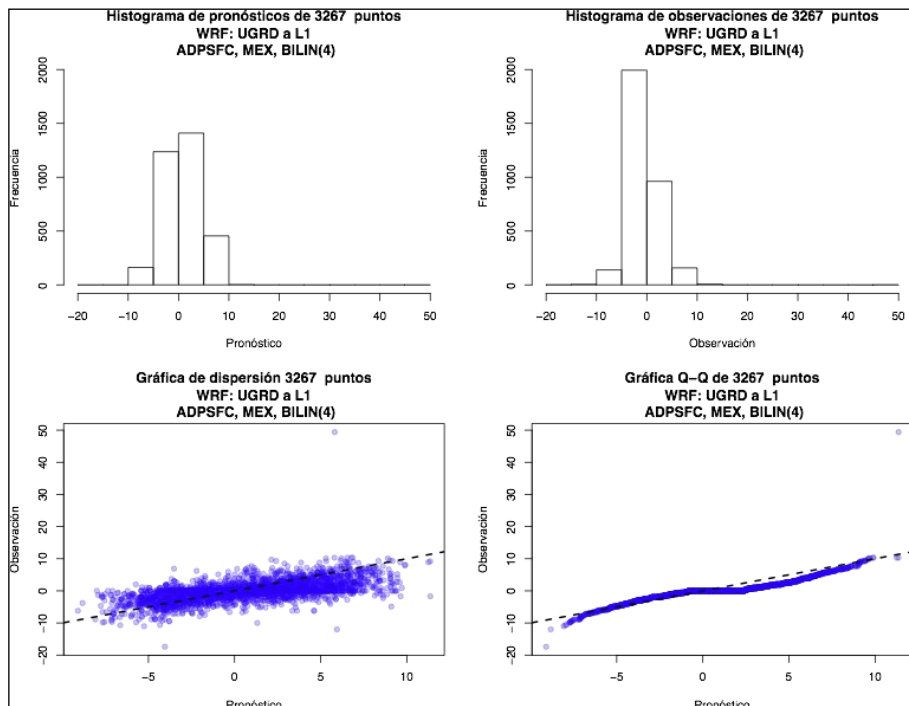 Histograma de pronósticos de 3267 puntos
WRF: UGRD a L1
ADPSFC, MEX, BILIN(4)
Frecuencia
2000
1500
1000
500
0
−20 −10 0 10 20 30 40 50
Pronóstico
Histograma de observaciones de 3267 puntos
WRF: UGRD a L1
ADPSFC, MEX, BILIN(4)
Frecuencia
2000
1500
1000
500
0
−20 −10 0 10 20 30 40 50
Observación
Gráfica de dispersión 3267 puntos
WRF: UGRD a L1
ADPSFC, MEX, BILIN(4)
Observación
50
40
30
20
10
0
−10
−20
−5 0 5 10
Pronóstico
Gráfica Q−Q de 3267 puntos
WRF: UGRD a L1
ADPSFC, MEX, BILIN(4)
Observación
50
40
30
20
10
0
−10
−20
−5 0 5 10
Pronóstico